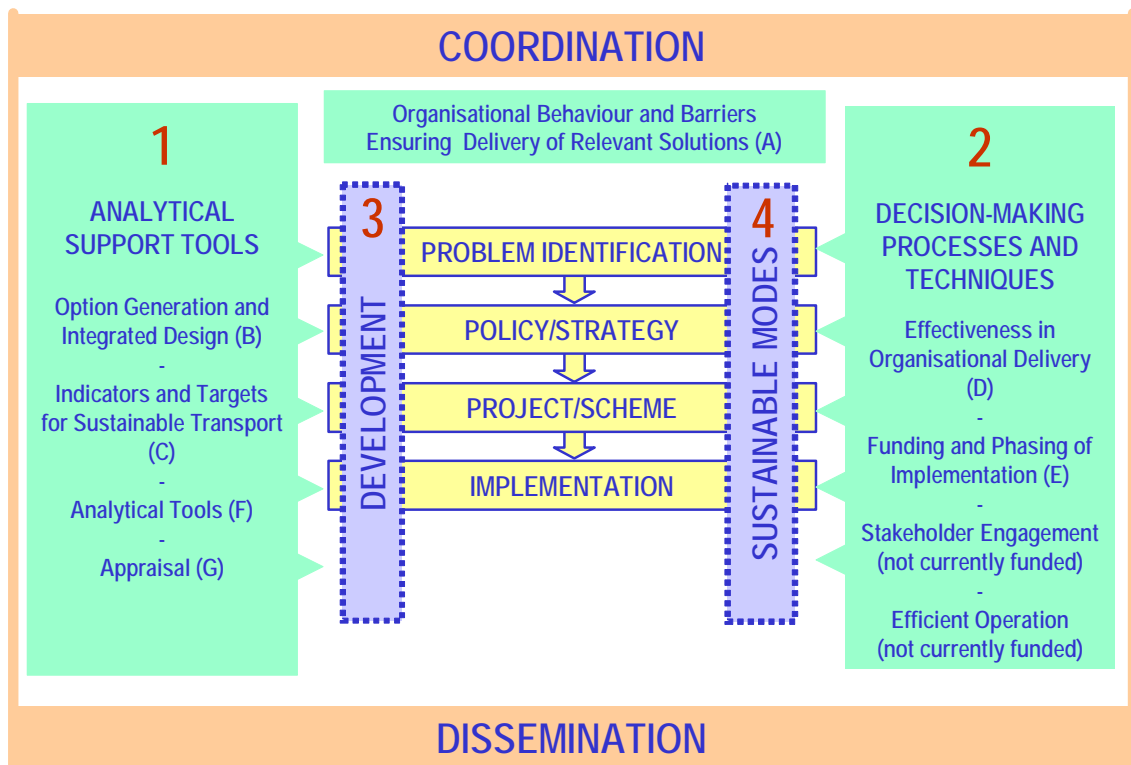 COORDINATION
Organisational Behaviour and Barriers
Ensuring Delivery of Relevant Solutions (A)
1
ANALYTICAL
SUPPORT TOOLS
Option Generation and
Integrated Design (B)
-
Indicators and Targets
for Sustainable Transport
(C)
-
Analytical Tools (F)
-
Appraisal (G)
3
DEVELOPMENT
PROBLEM IDENTIFICATION
POLICY/STRATEGY
PROJECT/SCHEME
IMPLEMENTATION
4
SUSTAINABLE MODES
2
DECISION-MAKING
PROCESSES AND
TECHNIQUES
Effectiveness in
Organisational Delivery
(D)
-
Funding and Phasing of
Implementation (E)
-
Stakeholder Engagement
(not currently funded)
-
Efficient Operation
(not currently funded)
DISSEMINATION